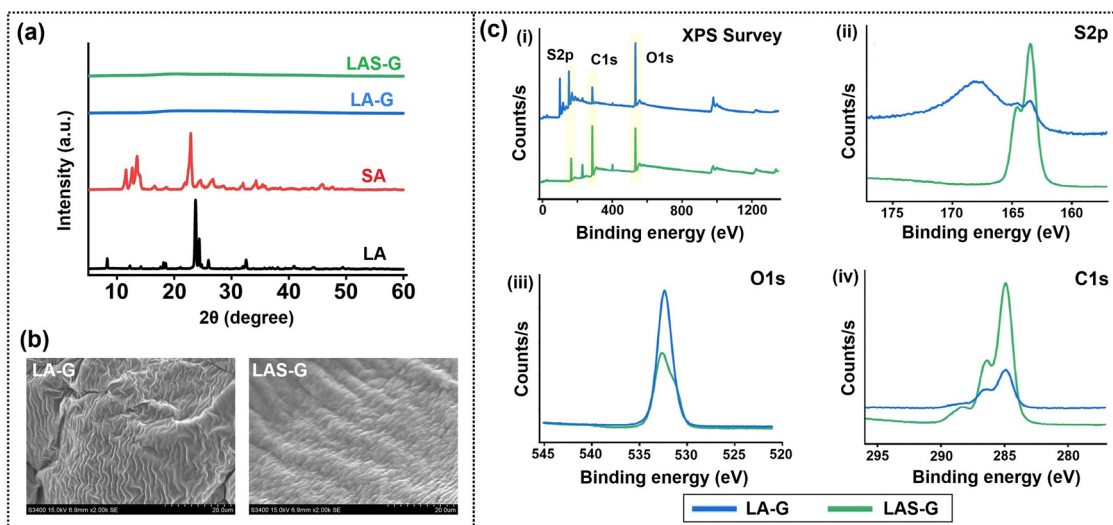 (a)
LAS-G
LA-G
SA
LA
Intensity (a.u.)
10 20 30 40 50 60
2θ (degree)
(b)
LA-G
S3400 15.0kV 6.9mm x2.00k SE 20.0um
LAS-G
S3400 15.0kV 6.9mm x2.00k SE 20.0um
(c)
(i)
XPS Survey
S2p
C1s
O1s
Counts/s
0 400 800 1200
Binding energy (eV)
(ii)
S2p
Counts/s
175 170 165 160
Binding energy (eV)
(iii)
O1s
Counts/s
545 540 535 530 525 520
Binding energy (eV)
(iv)
C1s
Counts/s
295 290 285 280
Binding energy (eV)
LA-G LAS-G